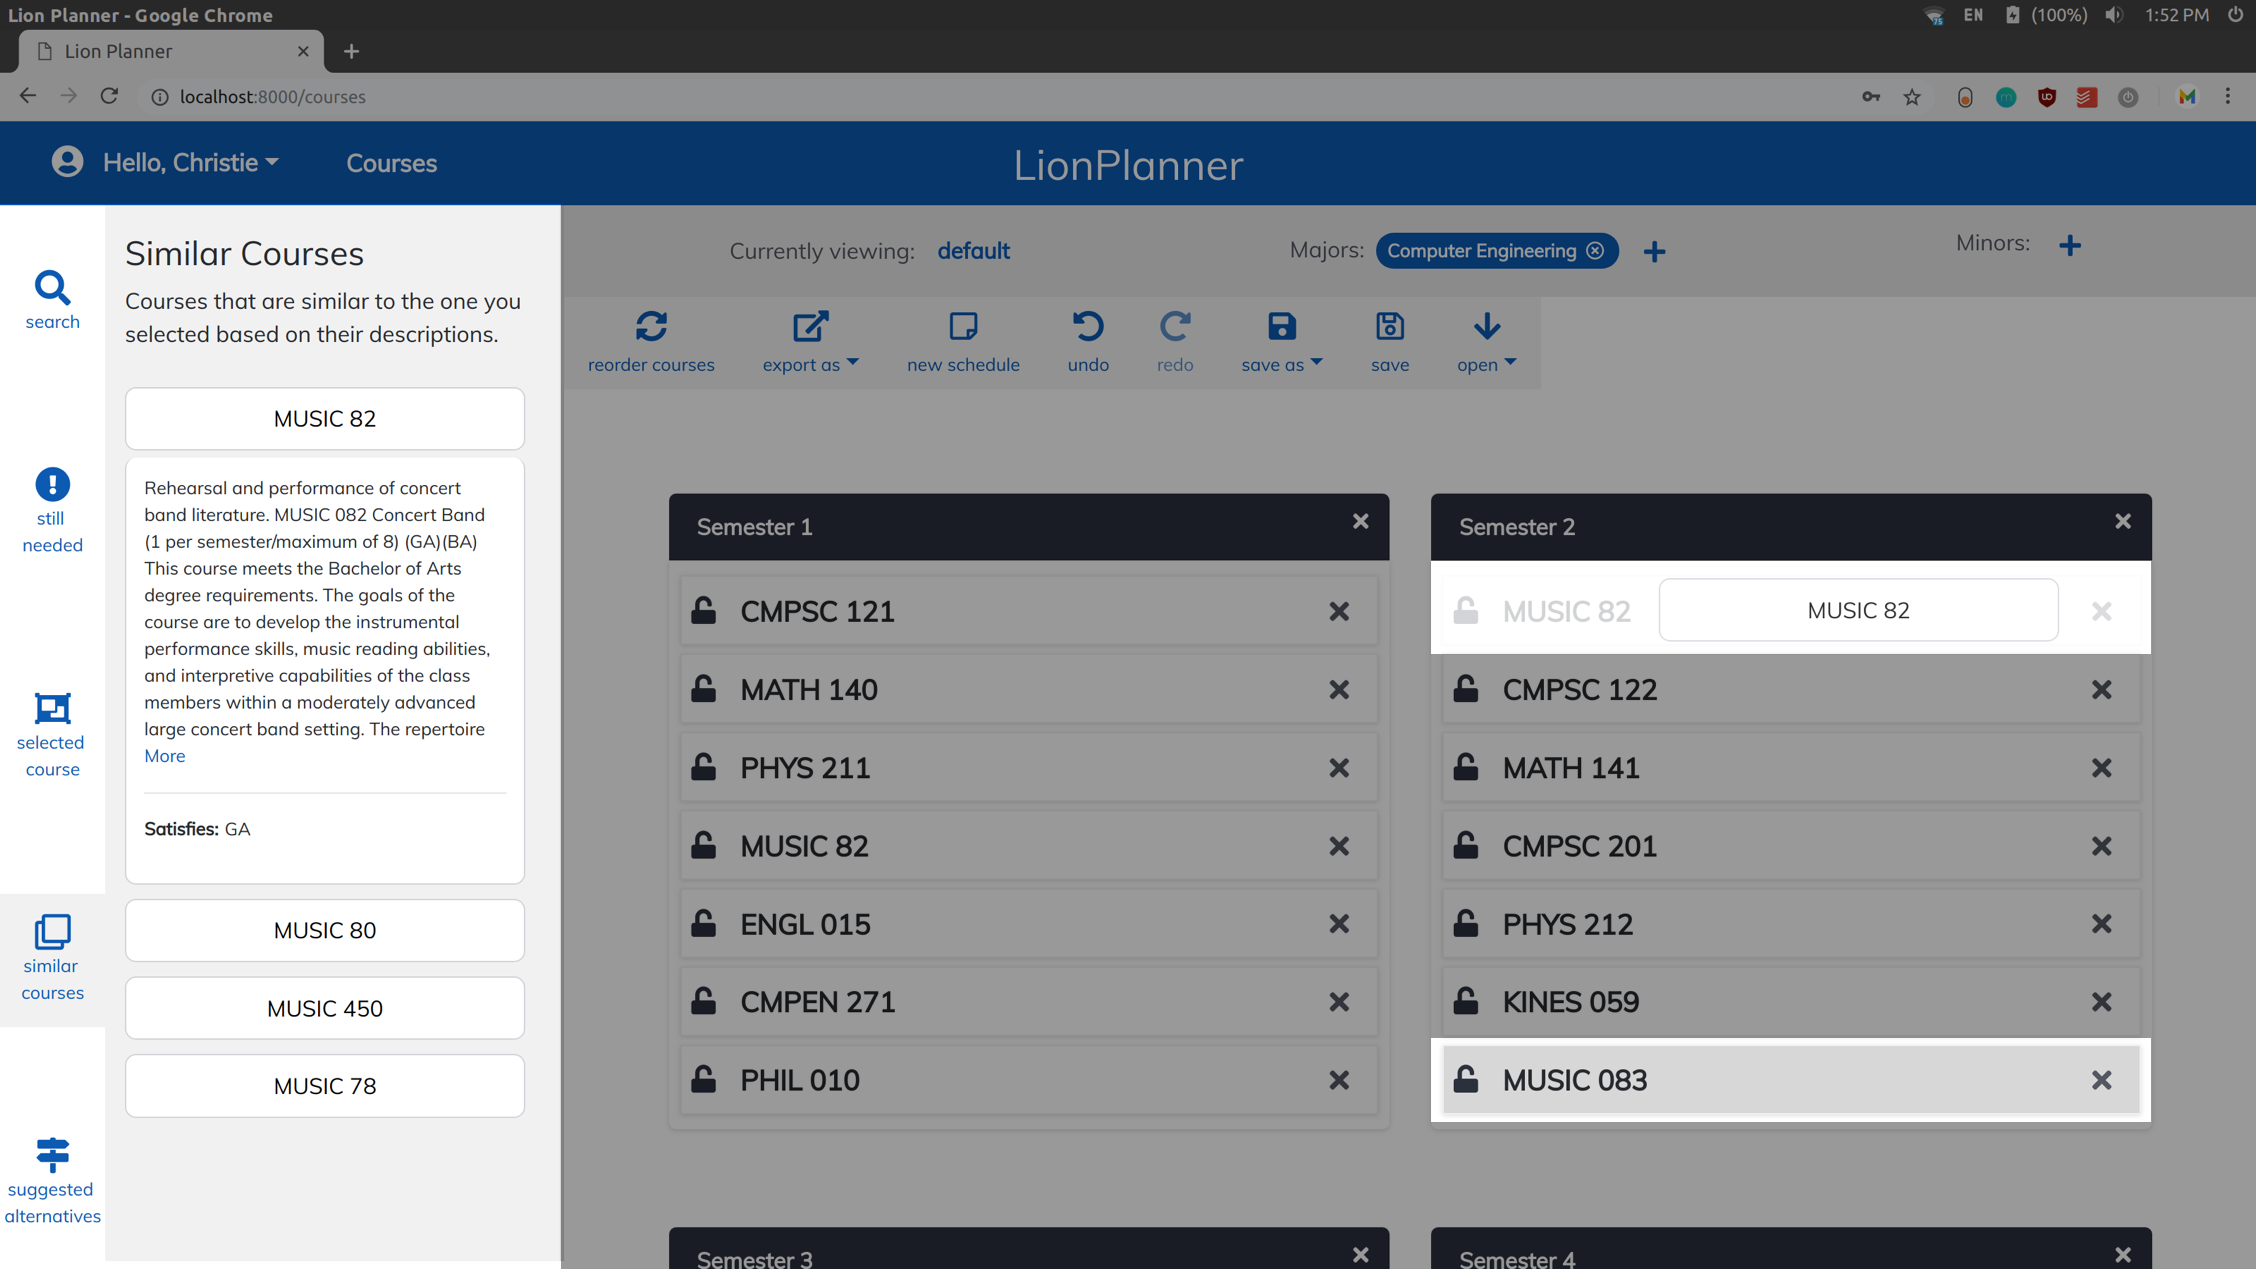 Lion Planner - Google Chrome
75
EN
(100%)
1:52 PM
Lion Planner
localhost:8000/courses
Hello, Christie
Courses
LionPlanner
search
still
needed
selected
course
similar
courses
suggested
alternatives
Similar Courses
Courses that are similar to the one you
selected based on their descriptions.
MUSIC 82
Rehearsal and performance of concert
band literature. MUSIC 082 Concert Band
(1 per semester/maximum of 8) (GA)(BA)
This course meets the Bachelor of Arts
degree requirements. The goals of the
course are to develop the instrumental
performance skills, music reading abilities,
and interpretive capabilities of the class
members within a moderately advanced
large concert band setting. The repertoire
More
Satisfies: GA
MUSIC 80
MUSIC 450
MUSIC 78
Currently viewing: default
Majors: Computer Engineering
Minors:
reorder courses
export as
new schedule
undo
redo
save as
save
open
Semester 1
CMPSC 121
MATH 140
PHYS 211
MUSIC 82
ENGL 015
CMPEN 271
PHIL 010
Semester 2
MUSIC 82
MUSIC 82
CMPSC 122
MATH 141
CMPSC 201
PHYS 212
KINES 059
MUSIC 083
Semester 3
Semester 4